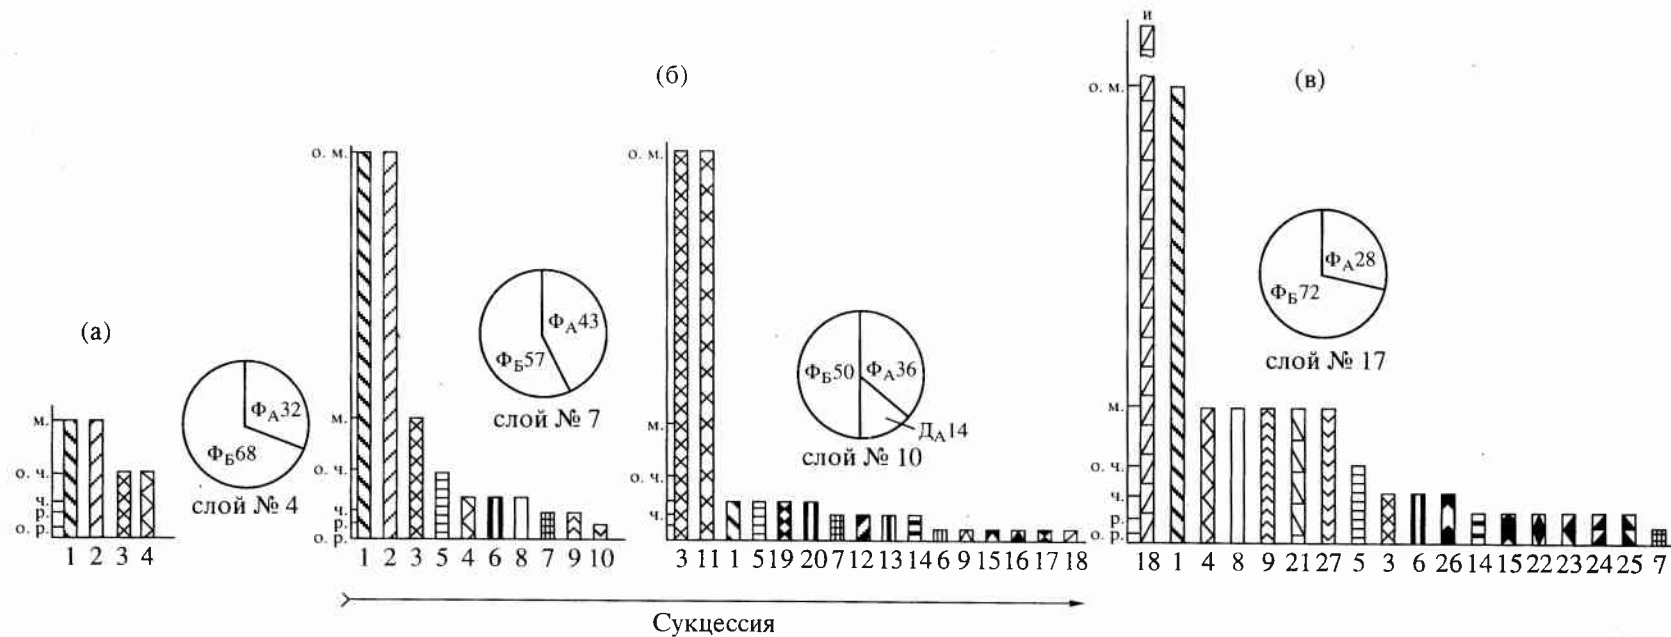 (а)
м.
о. ч.
ч.
р.
о. р.
1 2 3 4
Ф_А32
Ф_Б68
слой № 4
(б)
о. м.
м.
о. ч.
ч.
р.
о. р.
1 2 3 5 4 6 8 7 9 10
Ф_А43
Ф_Б57
слой № 7
о. м.
м.
о. ч.
ч.
3 11 1 5 19 20 7 12 13 14 6 9 15 16 17 18
Ф_Б50 Ф_А36
Д_А14
слой № 10
Сукцессия
(в)
и
о. м.
м.
о. ч.
ч.
р.
о. р.
18 1 4 8 9 21 27 5 3 6 26 14 15 22 23 24 25 7
Ф_А28
Ф_Б72
слой № 17